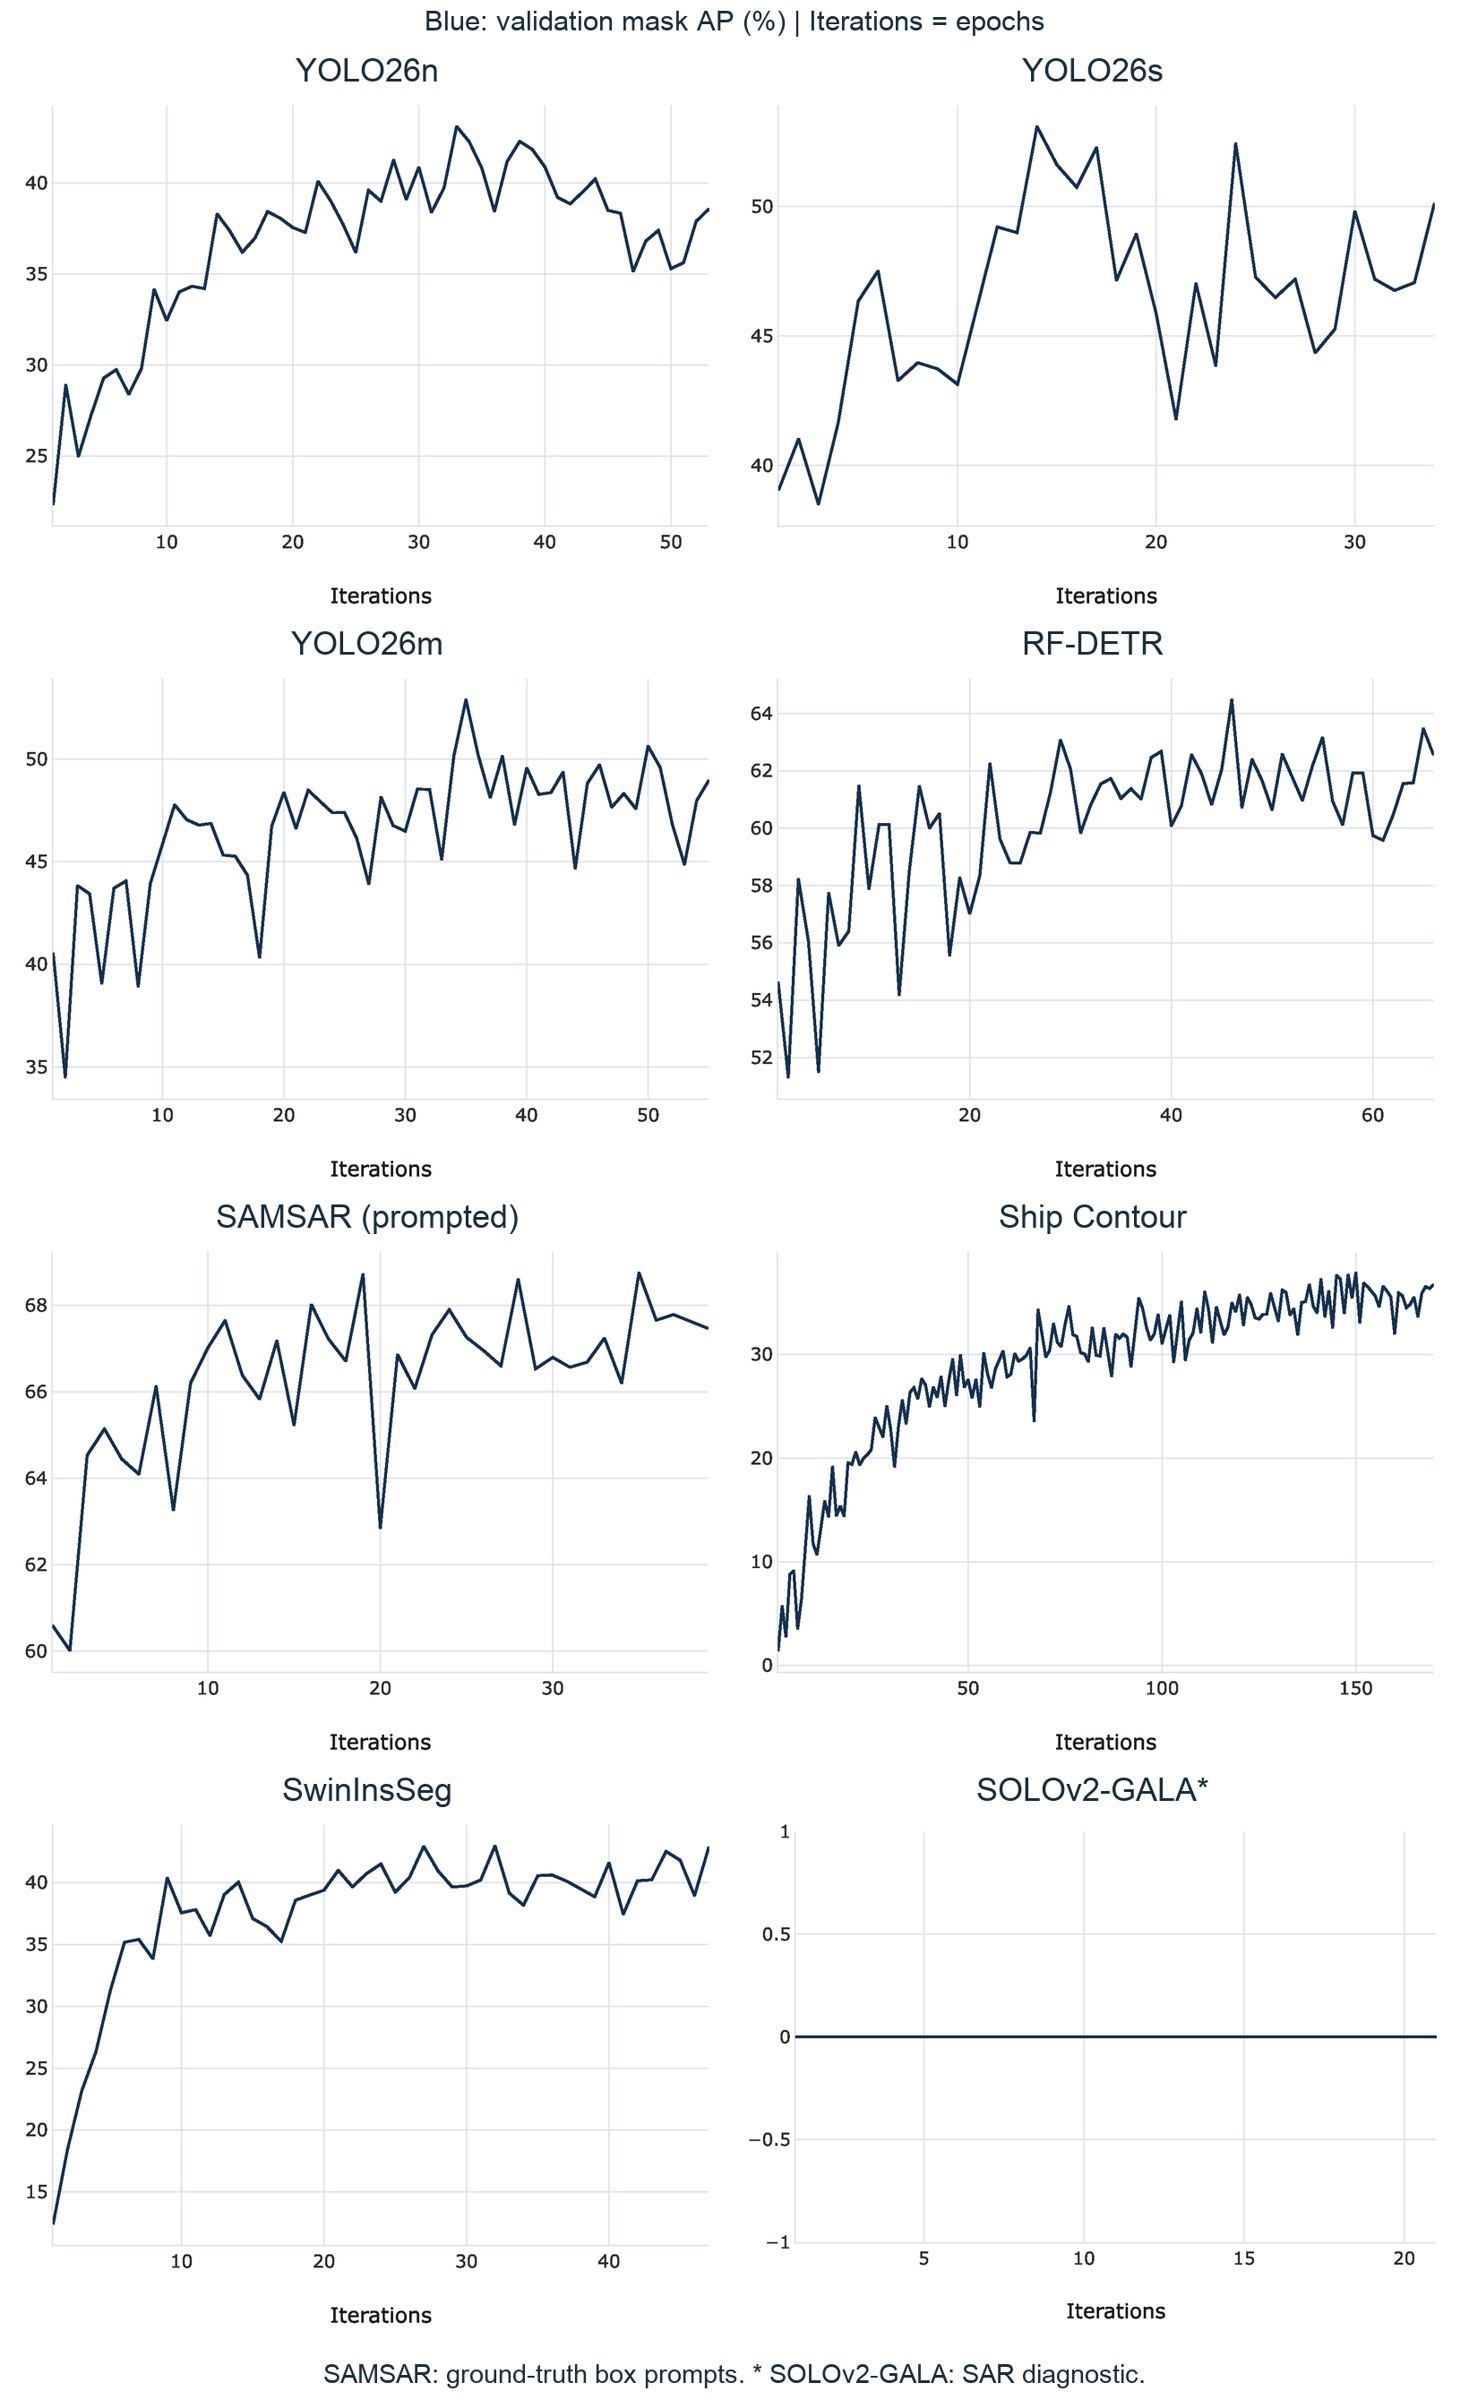 Blue: validation mask AP (%) | Iterations = epochs
YOLO26n
40
35
30
25
10 20 30 40 50
Iterations
YOLO26s
50
45
40
10 20 30
Iterations
YOLO26m
50
45
40
35
10 20 30 40 50
Iterations
RF-DETR
64
62
60
58
56
54
52
20 40 60
Iterations
SAMSAR (prompted)
68
66
64
62
60
10 20 30
Iterations
Ship Contour
30
20
10
0
50 100 150
Iterations
SwinInsSeg
40
35
30
25
20
15
10 20 30 40
Iterations
SOLOv2-GALA*
1
0.5
0
−0.5
−1
5 10 15 20
Iterations
SAMSAR: ground-truth box prompts. * SOLOv2-GALA: SAR diagnostic.